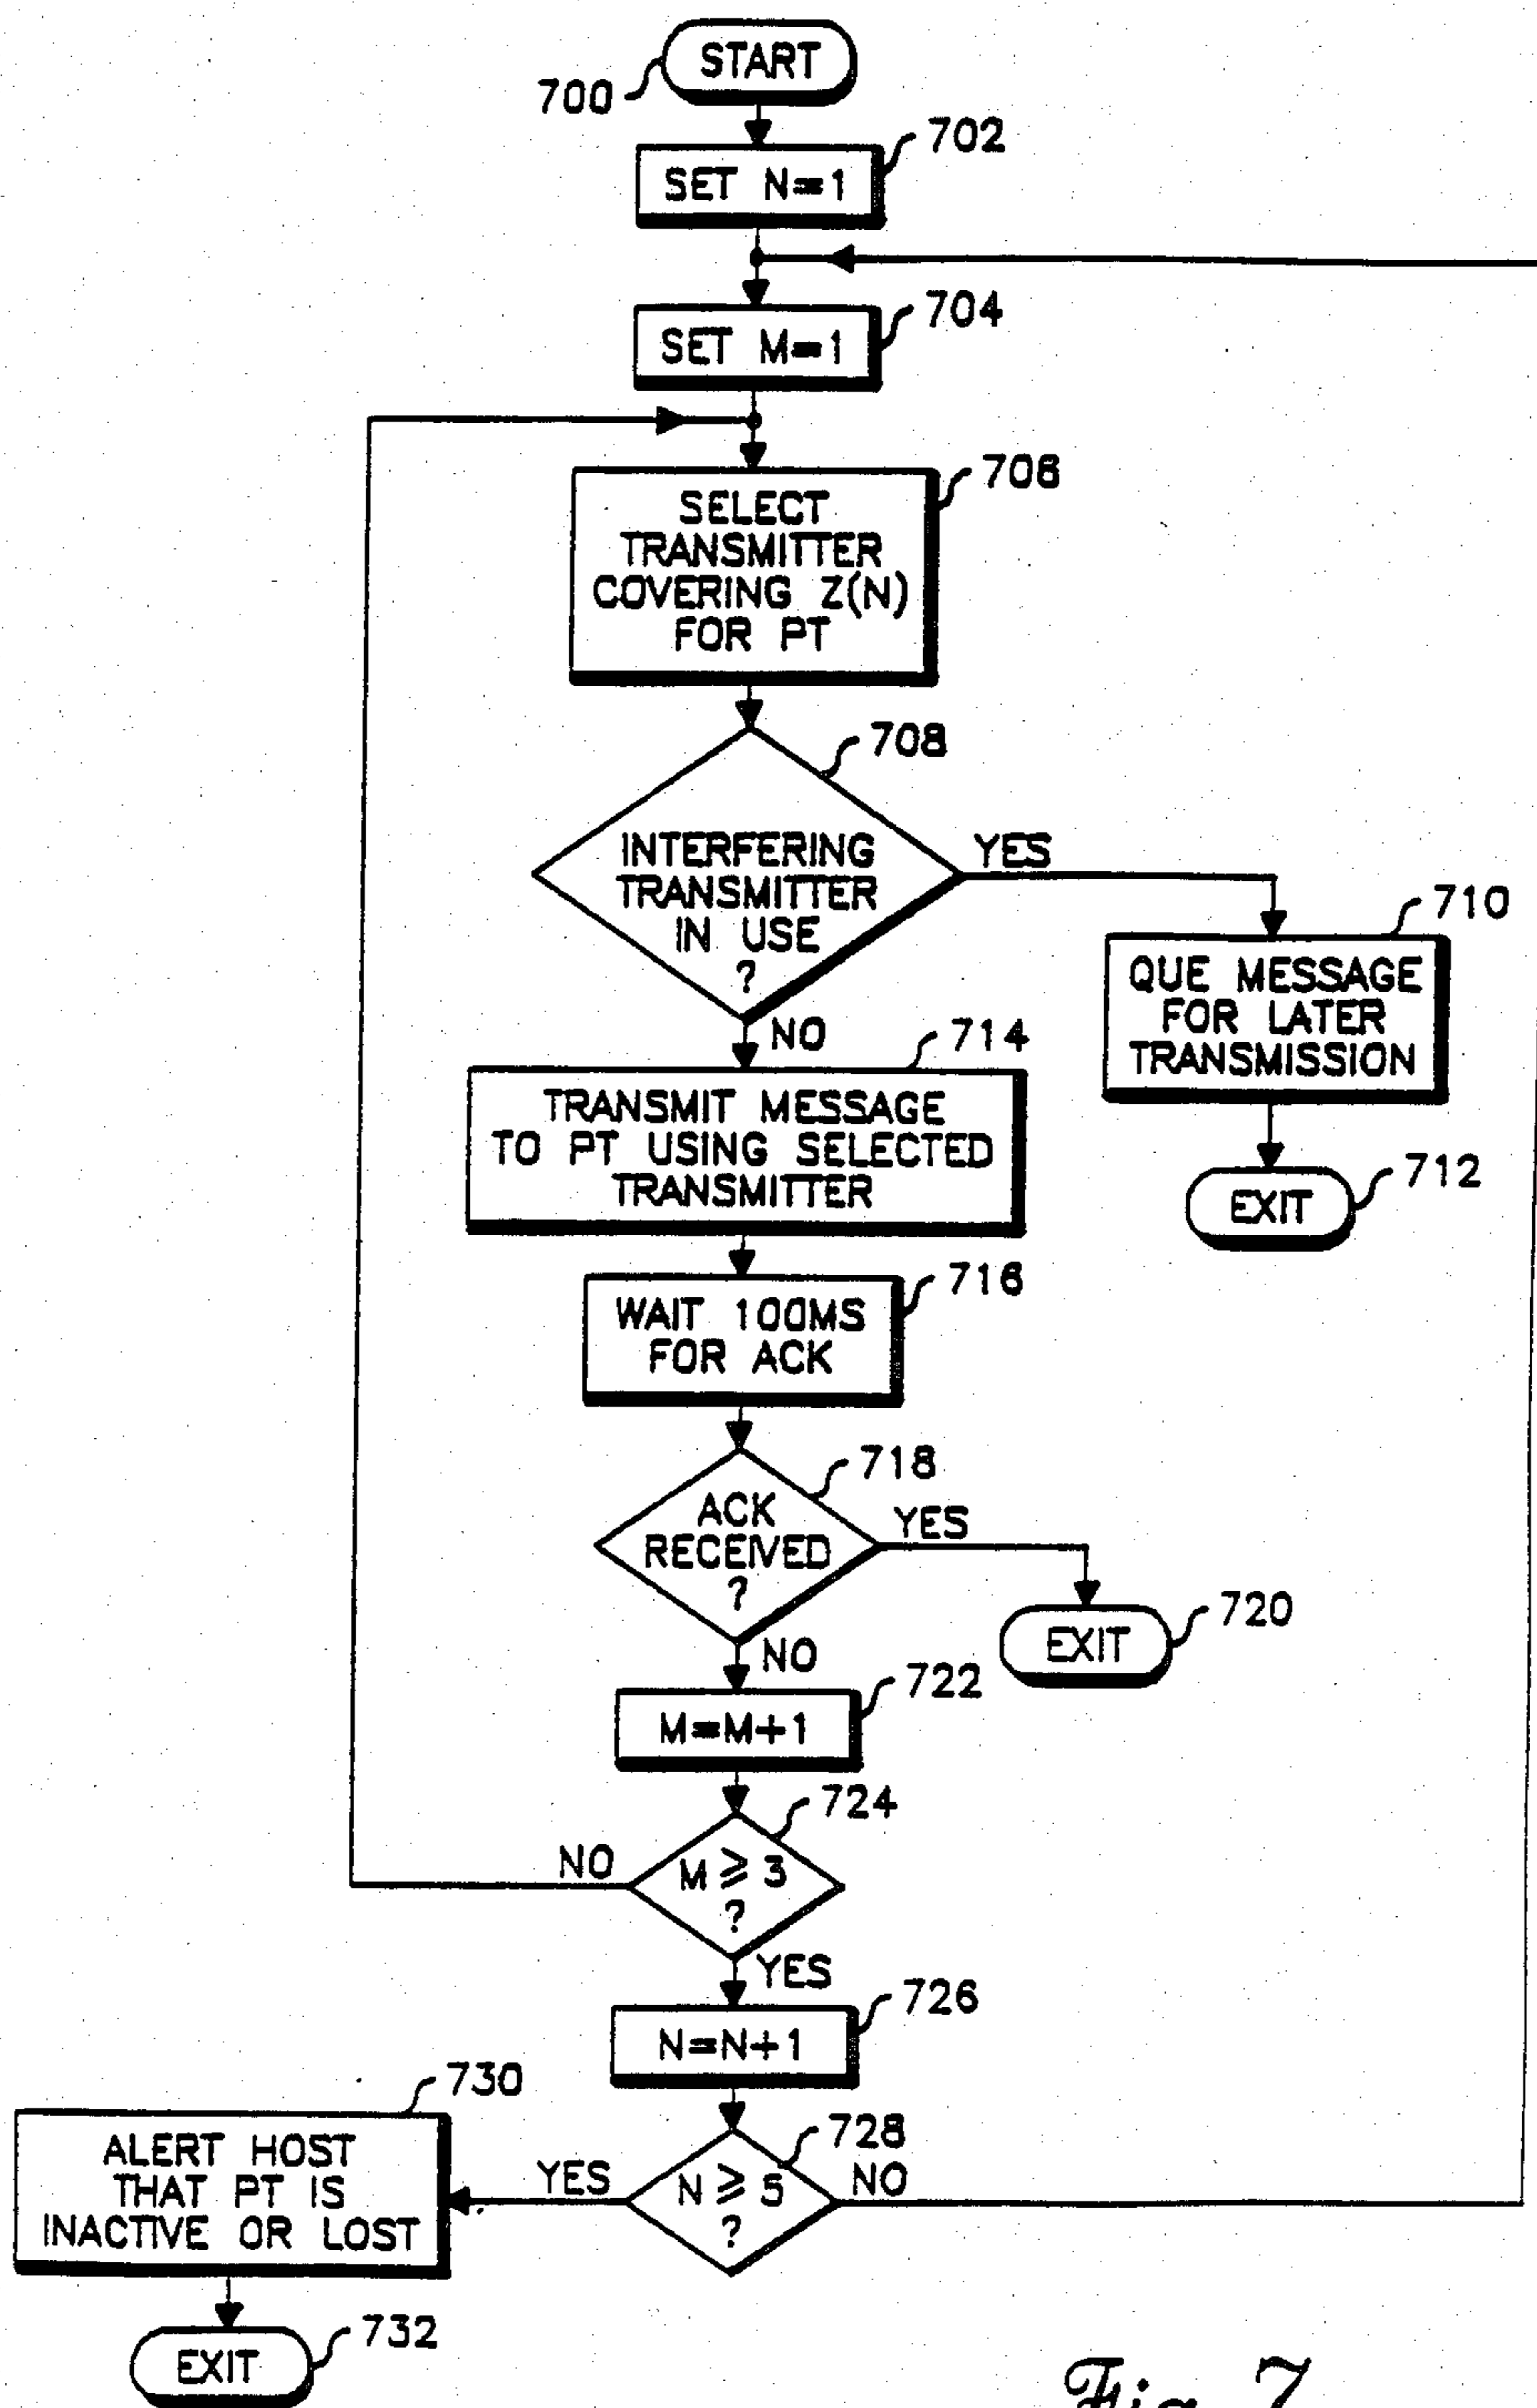 START
700
702
SET N=1
704
SET M=1
706
SELECT
TRANSMITTER
COVERING Z(N)
FOR PT
708
INTERFERING
TRANSMITTER
IN USE
?
YES
710
QUE MESSAGE
FOR LATER
TRANSMISSION
712
EXIT
NO
714
TRANSMIT MESSAGE
TO PT USING SELECTED
TRANSMITTER
716
WAIT 100MS
FOR ACK
718
ACK
RECEIVED
?
YES
720
EXIT
NO
722
M=M+1
724
M ≥ 3
?
NO
YES
726
N=N+1
728
N ≥ 5
?
NO
YES
730
ALERT HOST
THAT PT IS
INACTIVE OR LOST
732
EXIT
Fig. 7